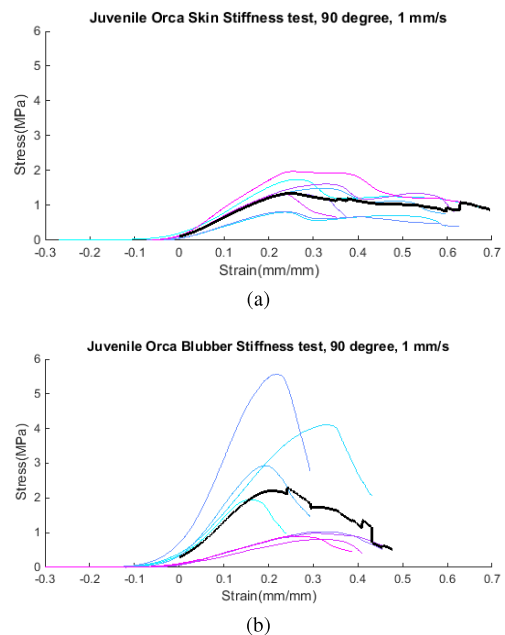 Juvenile Orca Skin Stiffness test, 90 degree, 1 mm/s
6
5
4
3
2
1
0
Stress(MPa)
-0.3 -0.2 -0.1 0 0.1 0.2 0.3 0.4 0.5 0.6 0.7
Strain(mm/mm)
(a)
Juvenile Orca Blubber Stiffness test, 90 degree, 1 mm/s
6
5
4
3
2
1
0
Stress(MPa)
-0.3 -0.2 -0.1 0 0.1 0.2 0.3 0.4 0.5 0.6 0.7
Strain(mm/mm)
(b)